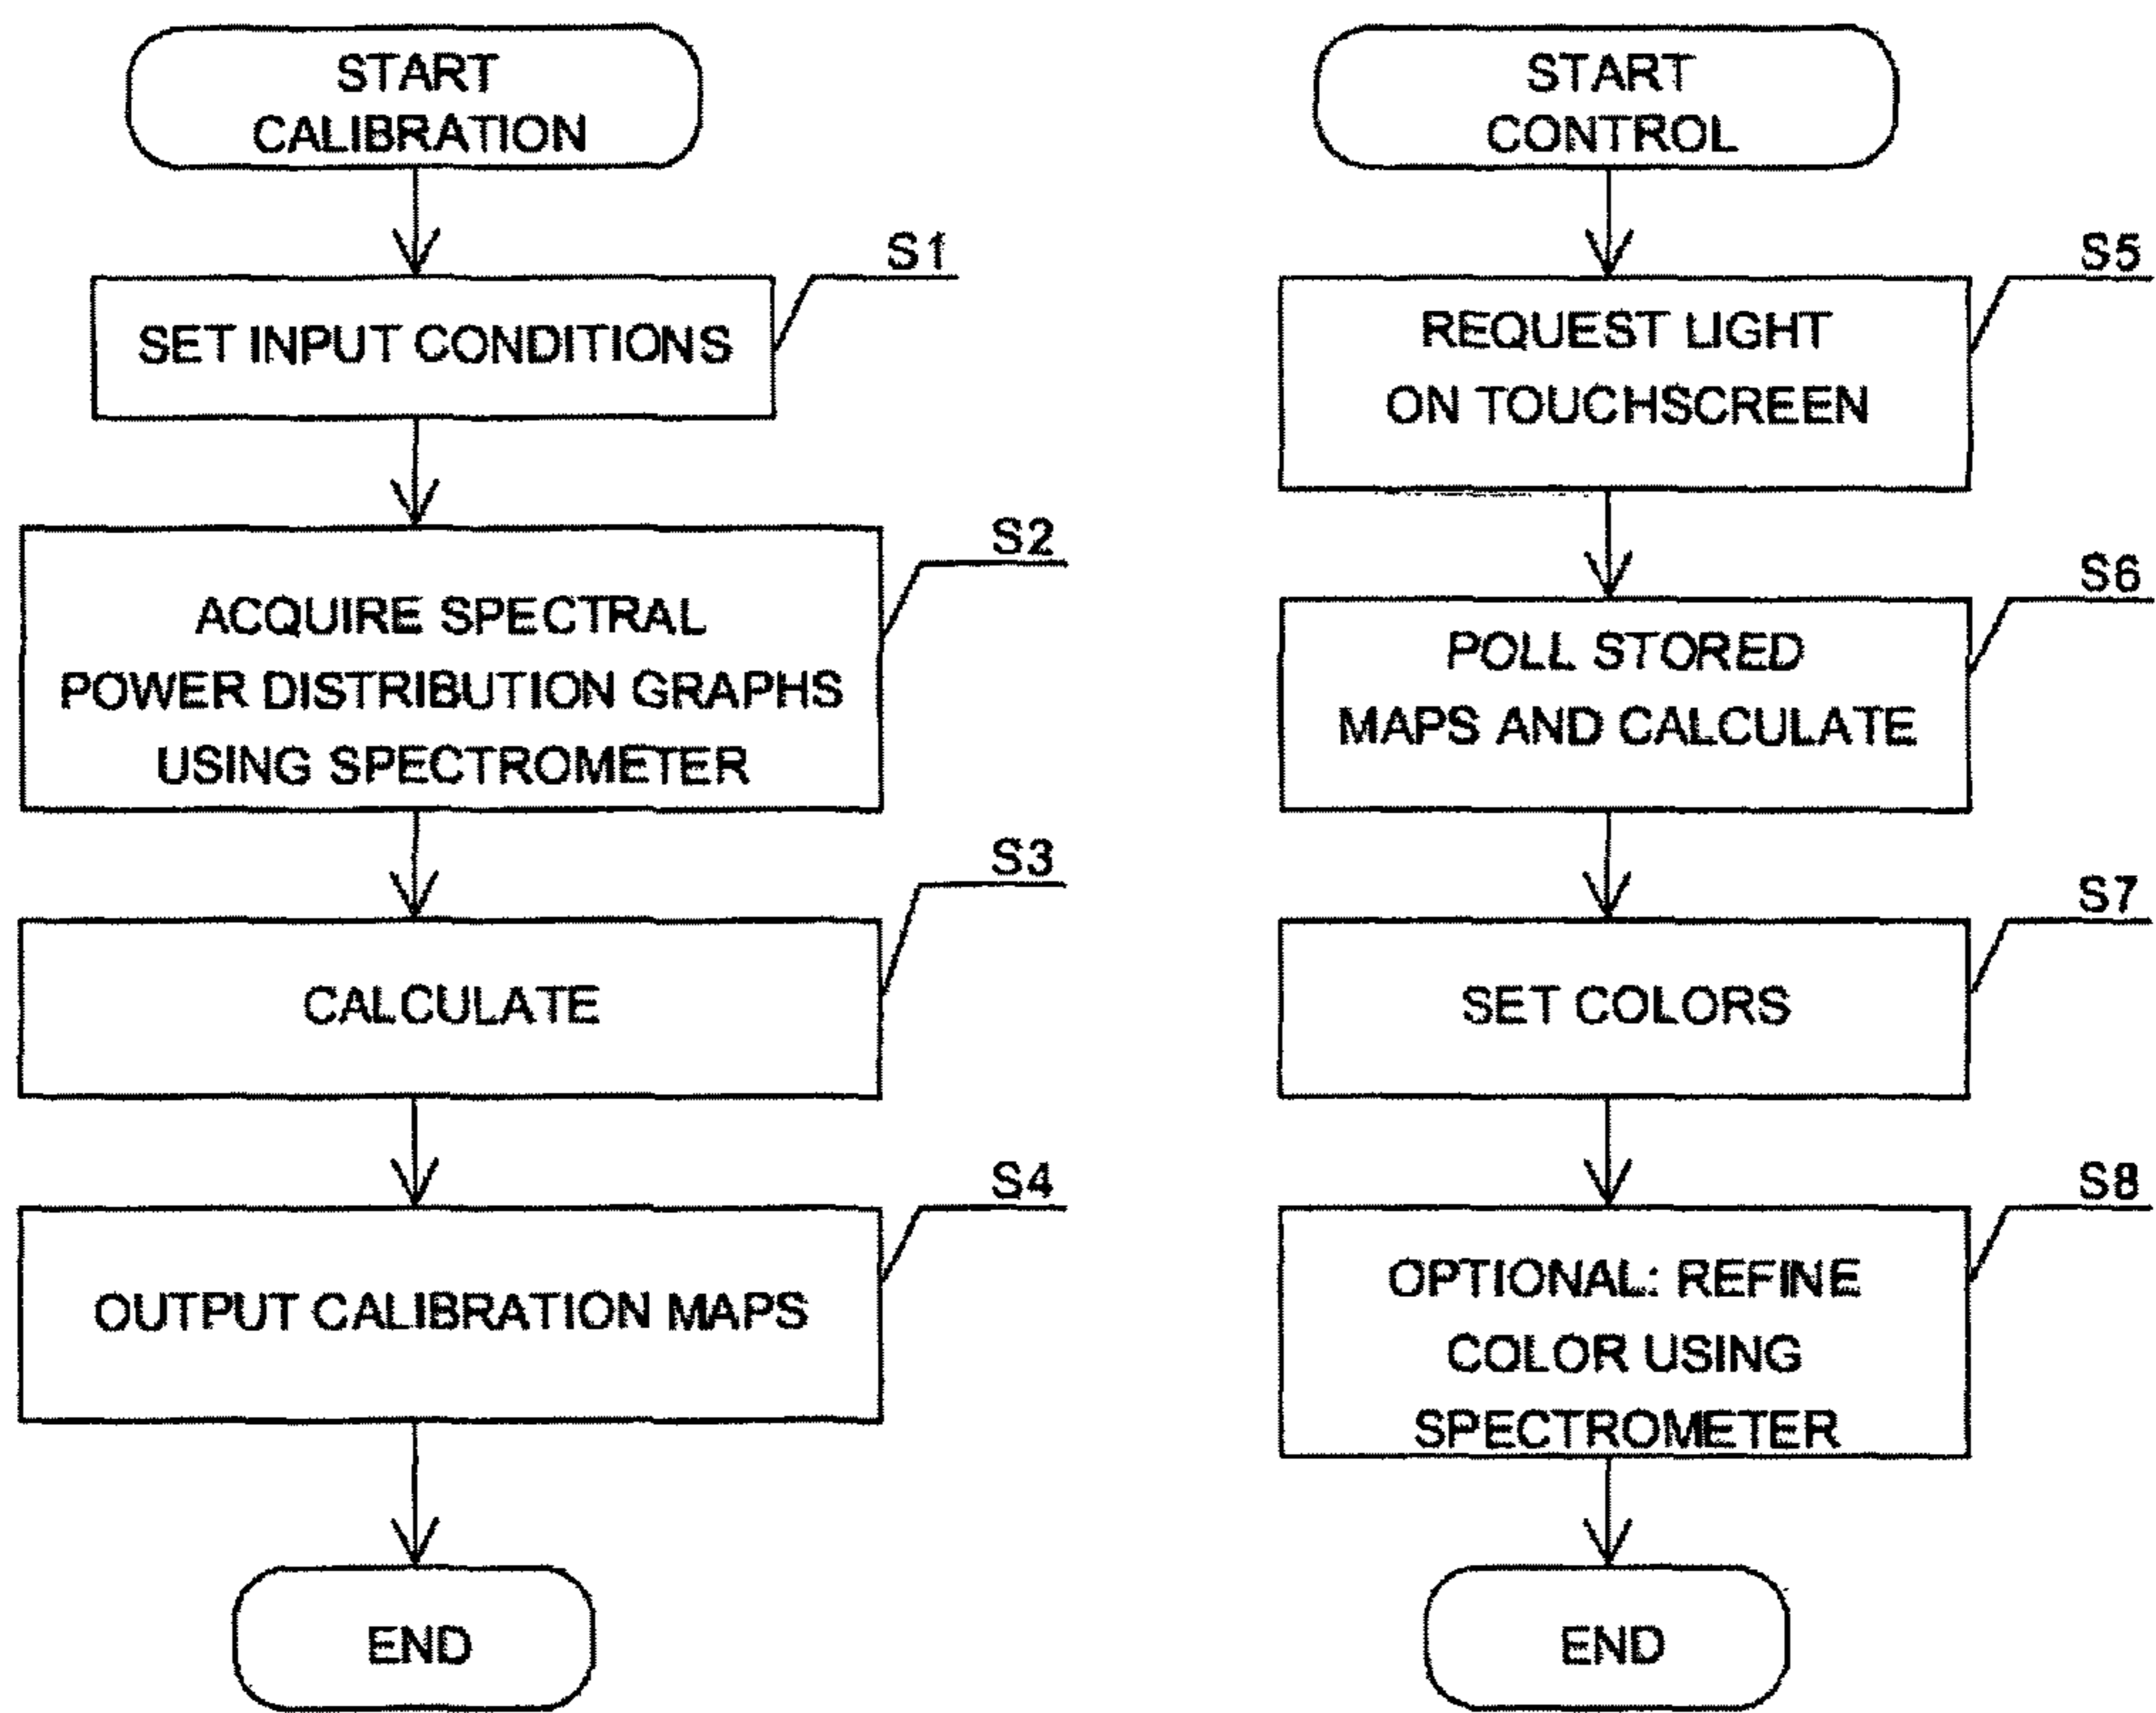 START
CALIBRATION
S1
SET INPUT CONDITIONS
S2
ACQUIRE SPECTRAL
POWER DISTRIBUTION GRAPHS
USING SPECTROMETER
S3
CALCULATE
S4
OUTPUT CALIBRATION MAPS
END
START
CONTROL
S5
REQUEST LIGHT
ON TOUCHSCREEN
S6
POLL STORED
MAPS AND CALCULATE
S7
SET COLORS
S8
OPTIONAL: REFINE
COLOR USING
SPECTROMETER
END